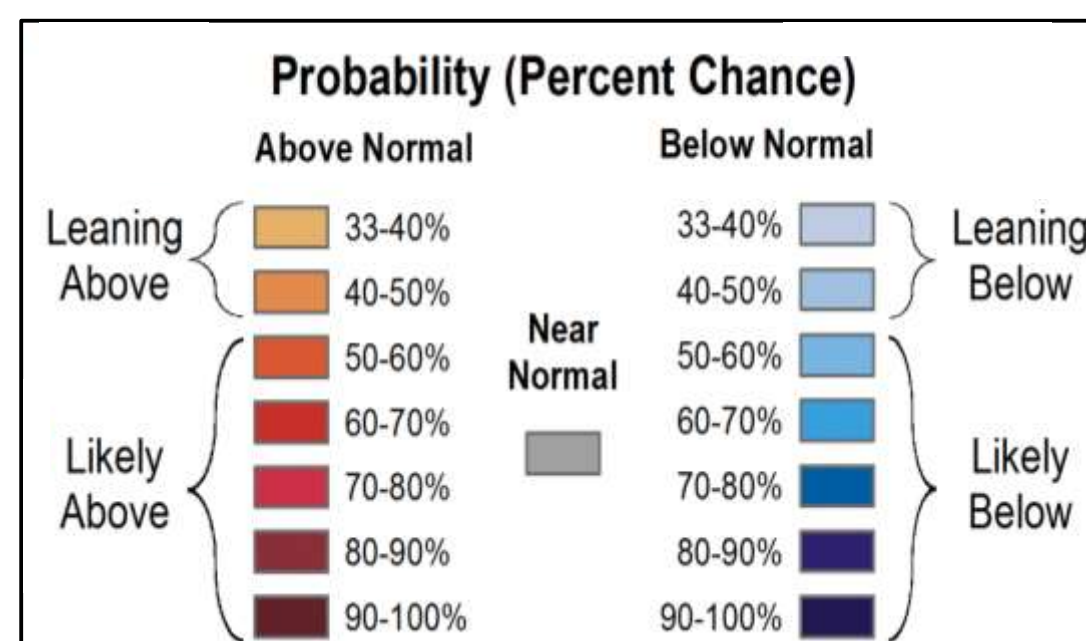 Probability (Percent Chance)
Above Normal
Below Normal
Leaning
Above
33-40%
40-50%
Likely
Above
50-60%
60-70%
70-80%
80-90%
90-100%
Near
Normal
33-40%
40-50%
Leaning
Below
50-60%
60-70%
70-80%
80-90%
90-100%
Likely
Below